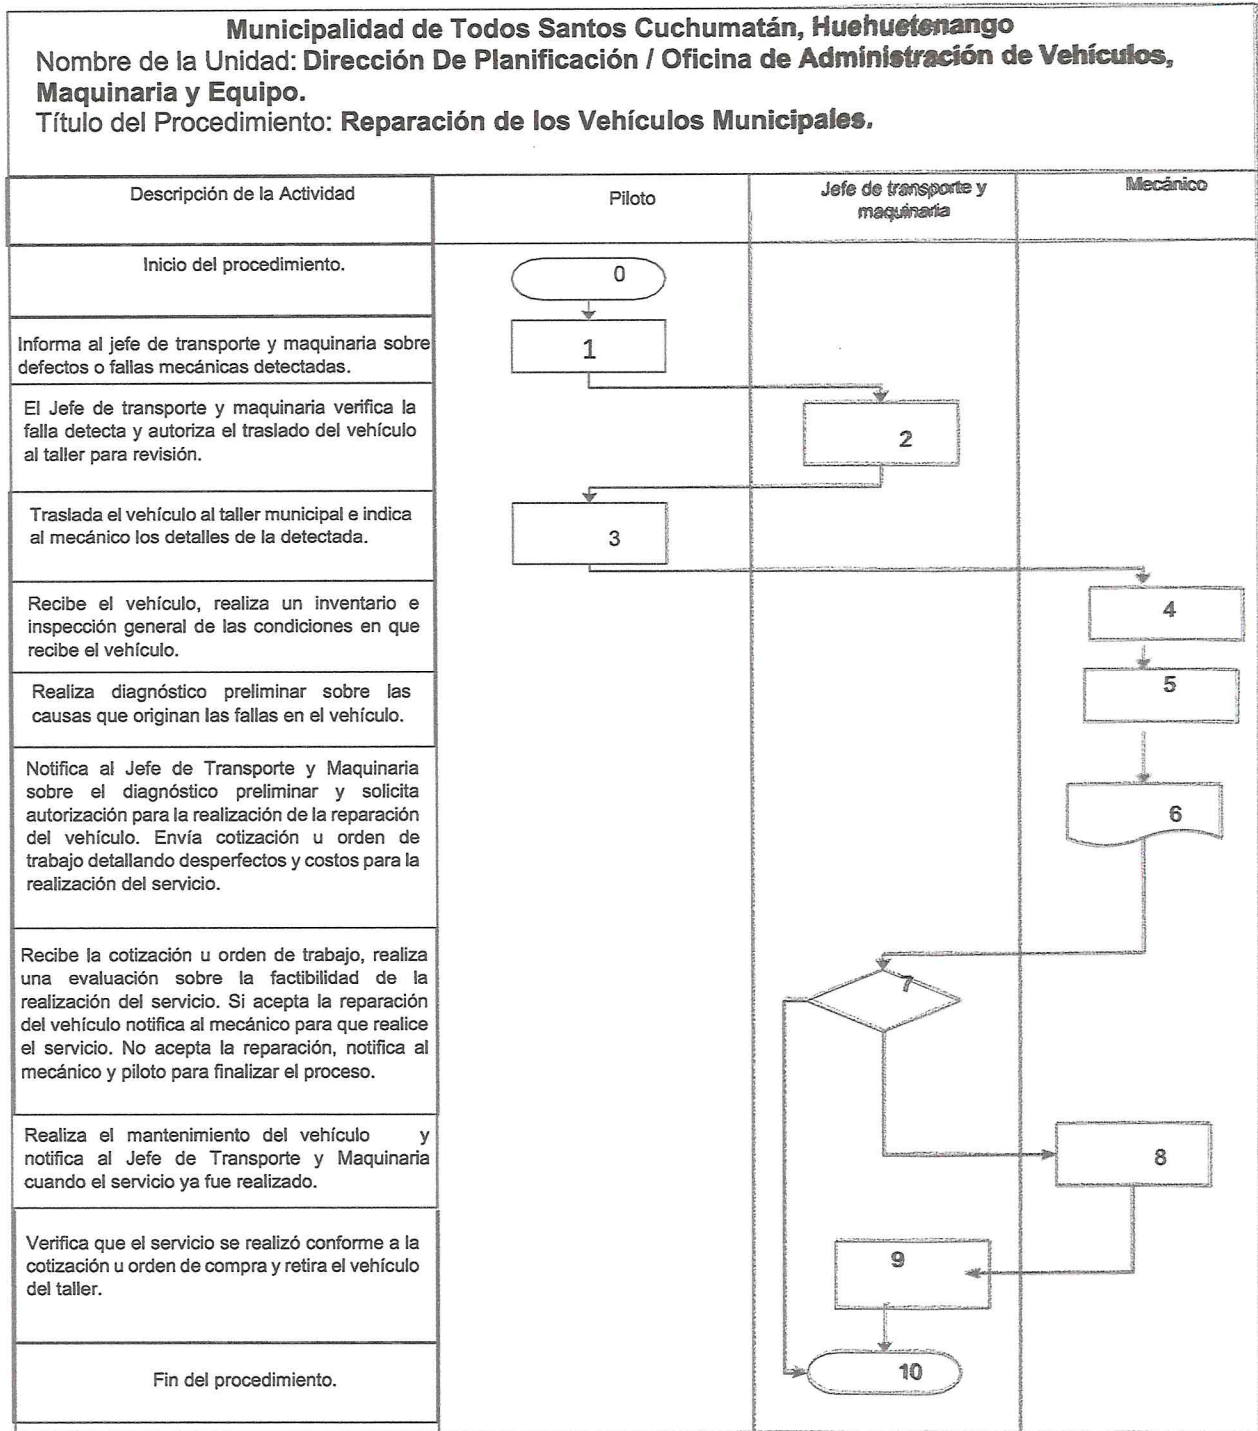 Municipalidad de Todos Santos Cuchumatán, Huehuetenango
Nombre de la Unidad: Dirección De Planificación / Oficina de Administración de Vehículos,
Maquinaria y Equipo.
Título del Procedimiento: Reparación de los Vehículos Municipales.
Descripción de la Actividad
Piloto
Jefe de transporte y
maquinaria
Mecánico
Inicio del procedimiento.
0
Informa al jefe de transporte y maquinaria sobre
defectos o fallas mecánicas detectadas.
1
El Jefe de transporte y maquinaria verifica la
falla detecta y autoriza el traslado del vehículo
al taller para revisión.
2
Traslada el vehículo al taller municipal e indica
al mecánico los detalles de la detectada.
3
Recibe el vehículo, realiza un inventario e
inspección general de las condiciones en que
recibe el vehículo.
4
Realiza diagnóstico preliminar sobre las
causas que originan las fallas en el vehículo.
5
Notifica al Jefe de Transporte y Maquinaria
sobre el diagnóstico preliminar y solicita
autorización para la realización de la reparación
del vehículo. Envía cotización u orden de
trabajo detallando desperfectos y costos para la
realización del servicio.
6
Recibe la cotización u orden de trabajo, realiza
una evaluación sobre la factibilidad de la
realización del servicio. Si acepta la reparación
del vehículo notifica al mecánico para que realice
el servicio. No acepta la reparación, notifica al
mecánico y piloto para finalizar el proceso.
7
Realiza el mantenimiento del vehículo y
notifica al Jefe de Transporte y Maquinaria
cuando el servicio ya fue realizado.
8
Verifica que el servicio se realizó conforme a la
cotización u orden de compra y retira el vehículo
del taller.
9
Fin del procedimiento.
10